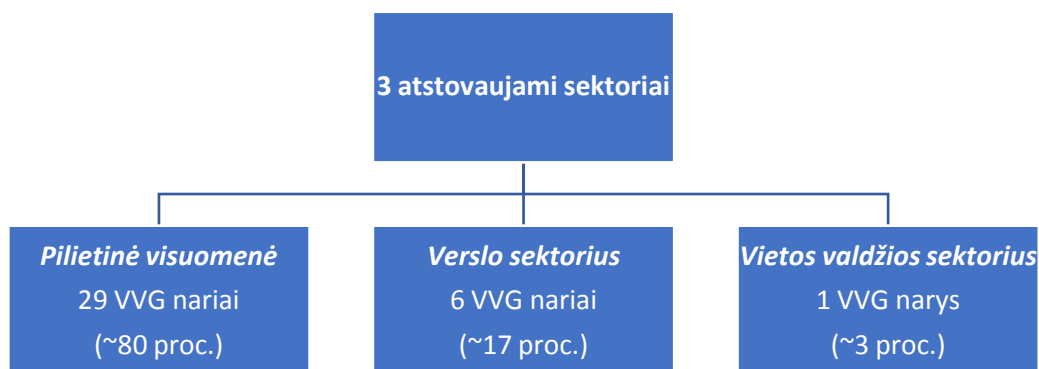 3 atstovaujami sektoriai
Pilietinė visuomenė
29 VVG nariai
(~80 proc.)
Verslo sektorius
6 VVG nariai
(~17 proc.)
Vietos valdžios sektorius
1 VVG narys
(~3 proc.)